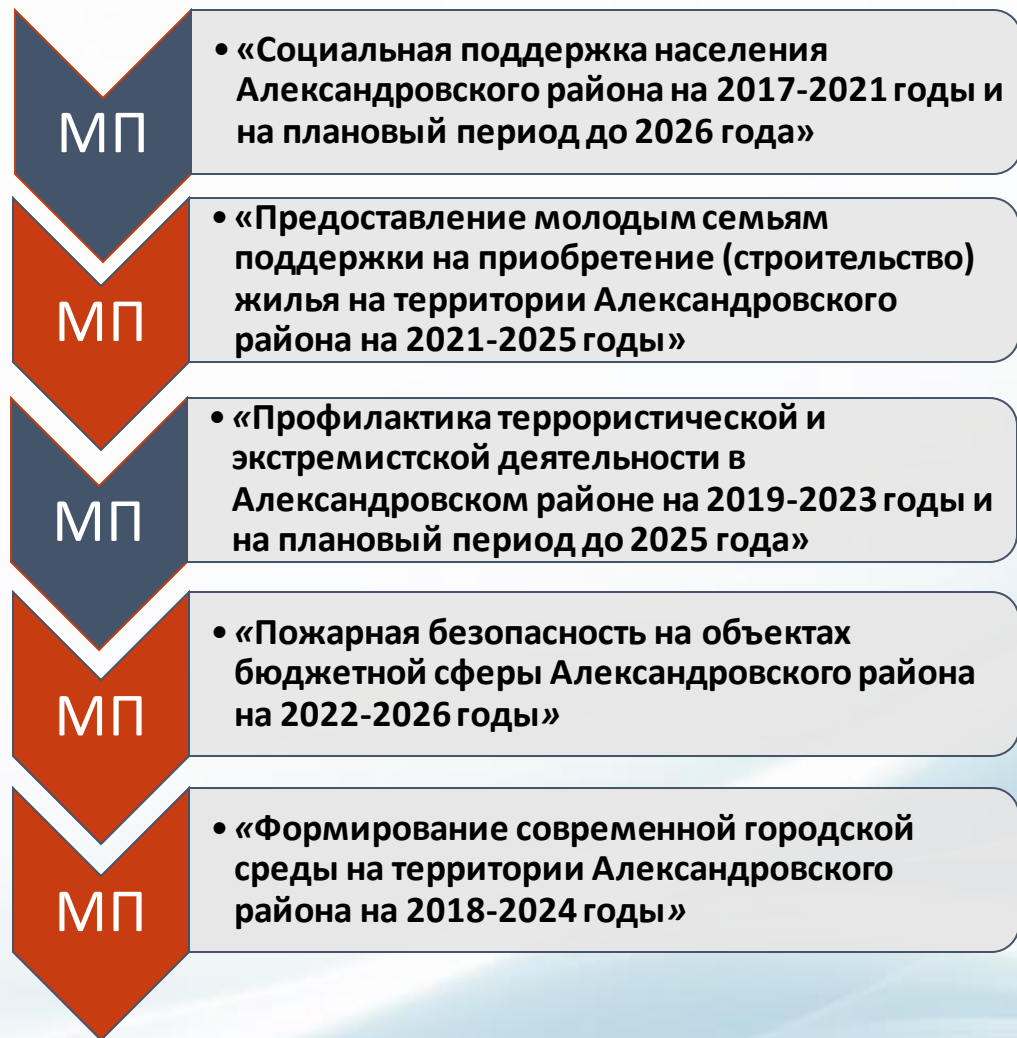 МП
• «Социальная поддержка населения
Александровского района на 2017-2021 годы и
на плановый период до 2026 года»
МП
• «Предоставление молодым семьям
поддержки на приобретение (строительство)
жилья на территории Александровского
района на 2021-2025 годы»
МП
• «Профилактика террористической и
экстремистской деятельности в
Александровском районе на 2019-2023 годы и
на плановый период до 2025 года»
МП
• «Пожарная безопасность на объектах
бюджетной сферы Александровского района
на 2022-2026 годы»
МП
• «Формирование современной городской
среды на территории Александровского
района на 2018-2024 годы»